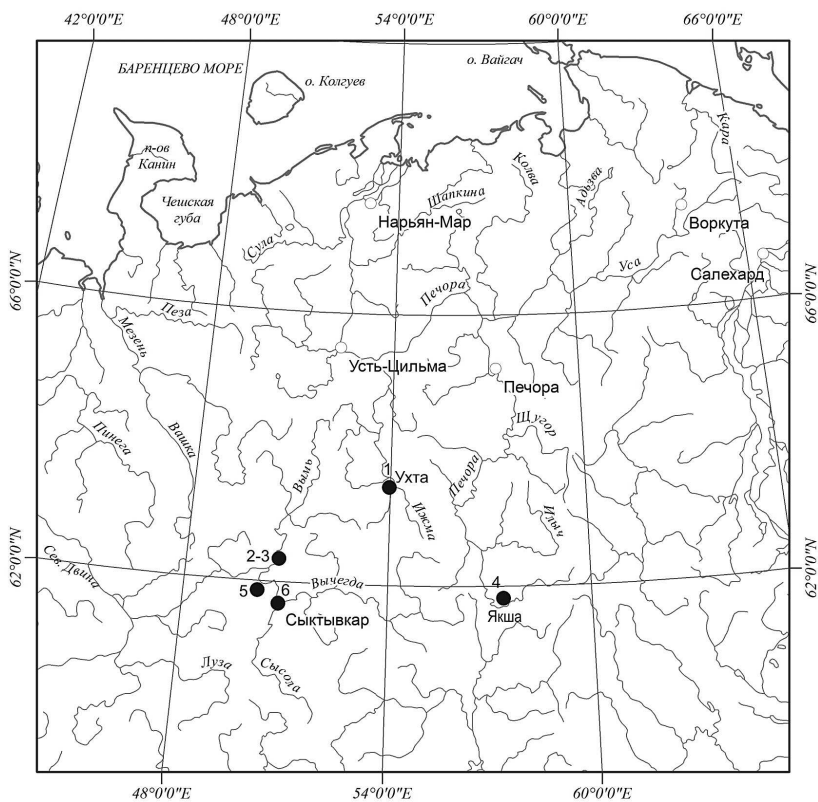 42°0'0"E
48°0'0"E
54°0'0"E
60°0'0"E
66°0'0"E
БАРЕНЦЕВО МОРЕ
о. Колгуев
о. Вайгач
Кара
п-ов
Канин
Колва
Адьзва
Шапкина
Чешская
губа
Нарьян-Мар
Воркута
Сула
Уса
Салехард
66°0'0"N
66°0'0"N
Печора
Пеза
Мезень
Усть-Цильма
Печора
Щугор
Пинега
Вашка
Вымь
1
Ухта
Печора
Ижма
Илыч
62°0'0"N
62°0'0"N
Сев. Двина
2-3
Вычегда
4
5
6
Сыктывкар
Якша
Луза
Сысола
48°0'0"E
54°0'0"E
60°0'0"E